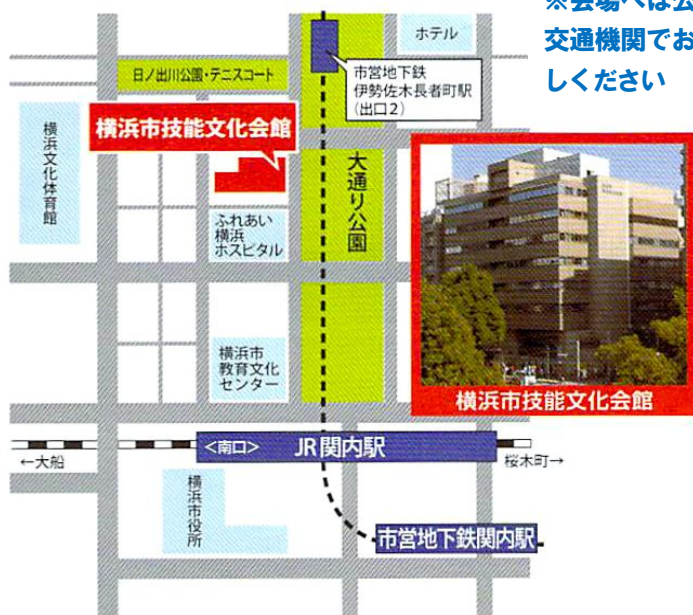 ※会場へは公
交通機関でお
しください
ホテル
日ノ出川公園・テニスコート
市営地下鉄
伊勢佐木長者町駅
(出口2)
横浜文化体育館
横浜市技能文化会館
大通り公園
ふれあい
横浜
ホスピタル
横浜市技能文化会館
横浜市
教育文化
センター
<南口> JR関内駅
←大船
桜木町→
横浜市役所
市営地下鉄関内駅